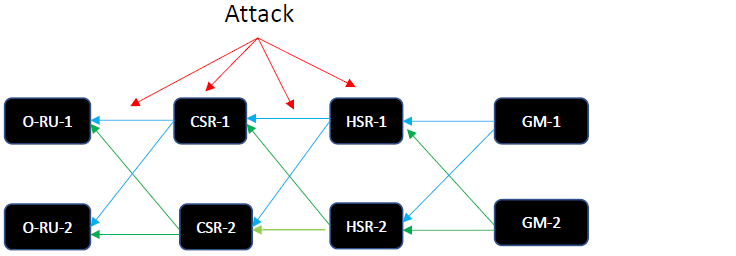 Attack
O-RU-1
CSR-1
HSR-1
GM-1
O-RU-2
CSR-2
HSR-2
GM-2